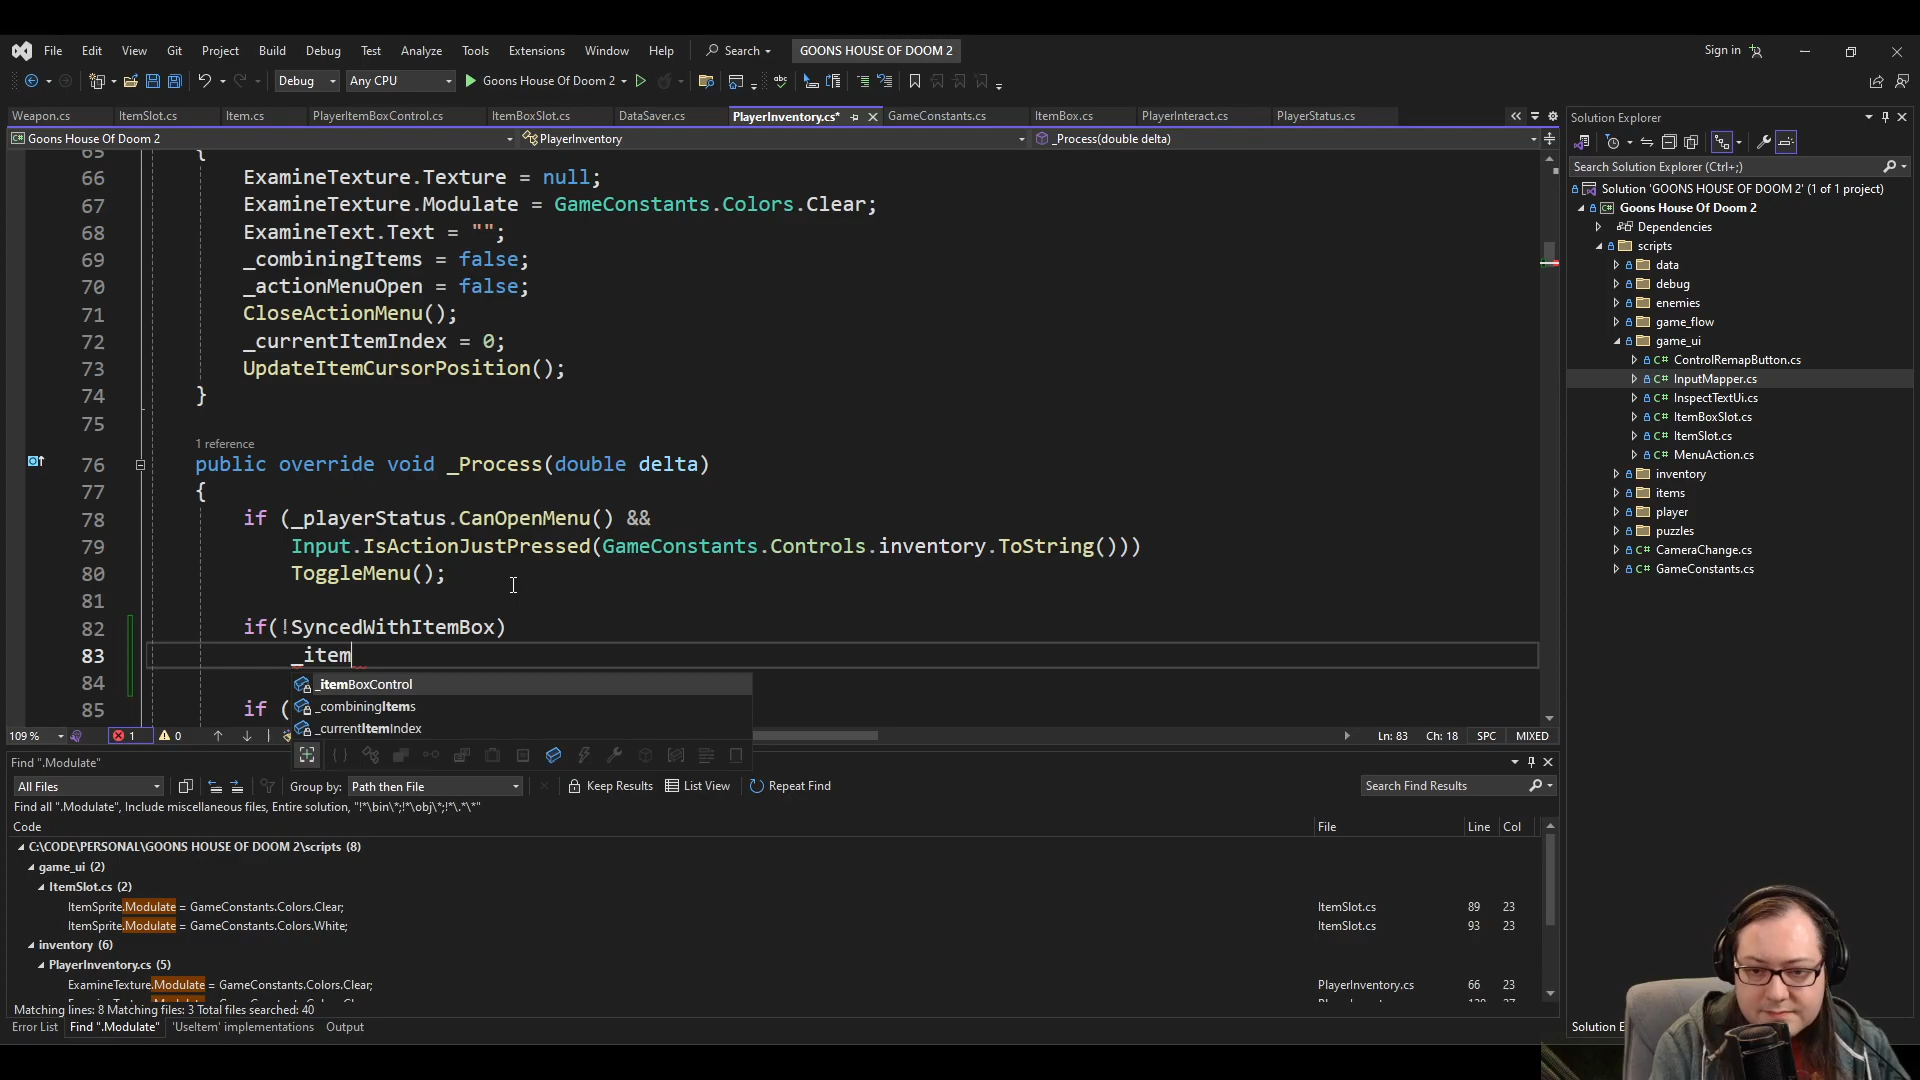 File Edit View Git Project Build Debug Test Analyze Tools Extensions Window Help Search GOONS HOUSE OF DOOM 2 Sign in
Debug Any CPU Goons House Of Doom 2
Weapon.cs ItemSlot.cs Item.cs PlayerItemBoxControl.cs ItemBoxSlot.cs DataSaver.cs PlayerInventory.cs* GameConstants.cs ItemBox.cs PlayerInteract.cs PlayerStatus.cs
Goons House Of Doom 2 PlayerInventory _Process(double delta)
65 {
66 ExamineTexture.Texture = null;
67 ExamineTexture.Modulate = GameConstants.Colors.Clear;
68 ExamineText.Text = "";
69 _combiningItems = false;
70 _actionMenuOpen = false;
71 CloseActionMenu();
72 _currentItemIndex = 0;
73 UpdateItemCursorPosition();
74 }
75
1 reference
76 public override void _Process(double delta)
77 {
78 if (_playerStatus.CanOpenMenu() &&
79 Input.IsActionJustPressed(GameConstants.Controls.inventory.ToString()))
80 ToggleMenu();
81
82 if(!SyncedWithItemBox)
83 _item
84 _itemBoxControl
_combiningItems
85 if (
_currentItemIndex
109 % 1 0 Ln: 83 Ch: 18 SPC MIXED
Find ".Modulate"
All Files Group by: Path then File Keep Results List View Repeat Find Search Find Results
Find all ".Modulate", Include miscellaneous files, Entire solution, "!*\bin\*;!*\obj\*;!*\.*\*"
Code File Line Col
C:\CODE\PERSONAL\GOONS HOUSE OF DOOM 2\scripts (8)
game_ui (2)
ItemSlot.cs (2)
ItemSprite.Modulate = GameConstants.Colors.Clear; ItemSlot.cs 89 23
ItemSprite.Modulate = GameConstants.Colors.White; ItemSlot.cs 93 23
inventory (6)
PlayerInventory.cs (5)
ExamineTexture.Modulate = GameConstants.Colors.Clear; PlayerInventory.cs 66 23
Matching lines: 8 Matching files: 3 Total files searched: 40
Error List Find ".Modulate" 'UseItem' implementations Output
Solution Explorer
Search Solution Explorer (Ctrl+;)
Solution 'GOONS HOUSE OF DOOM 2' (1 of 1 project)
Goons House Of Doom 2
Dependencies
scripts
data
debug
enemies
game_flow
game_ui
C# ControlRemapButton.cs
C# InputMapper.cs
C# InspectTextUi.cs
C# ItemBoxSlot.cs
C# ItemSlot.cs
C# MenuAction.cs
inventory
items
player
puzzles
C# CameraChange.cs
C# GameConstants.cs
Solution E